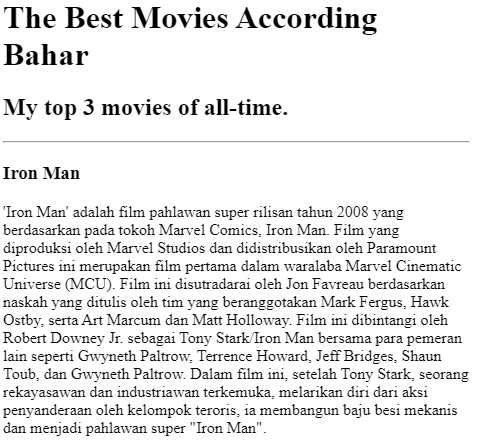 The Best Movies According
Bahar
My top 3 movies of all-time.
Iron Man
'Iron Man' adalah film pahlawan super rilisan tahun 2008 yang
berdasarkan pada tokoh Marvel Comics, Iron Man. Film yang
diproduksi oleh Marvel Studios dan didistribusikan oleh Paramount
Pictures ini merupakan film pertama dalam waralaba Marvel Cinematic
Universe (MCU). Film ini disutradarai oleh Jon Favreau berdasarkan
naskah yang ditulis oleh tim yang beranggotakan Mark Fergus, Hawk
Ostby, serta Art Marcum dan Matt Holloway. Film ini dibintangi oleh
Robert Downey Jr. sebagai Tony Stark/Iron Man bersama para pemeran
lain seperti Gwyneth Paltrow, Terrence Howard, Jeff Bridges, Shaun
Toub, dan Gwyneth Paltrow. Dalam film ini, setelah Tony Stark, seorang
rekayasawan dan industriawan terkemuka, melarikan diri dari aksi
penyanderaan oleh kelompok teroris, ia membangun baju besi mekanis
dan menjadi pahlawan super "Iron Man".